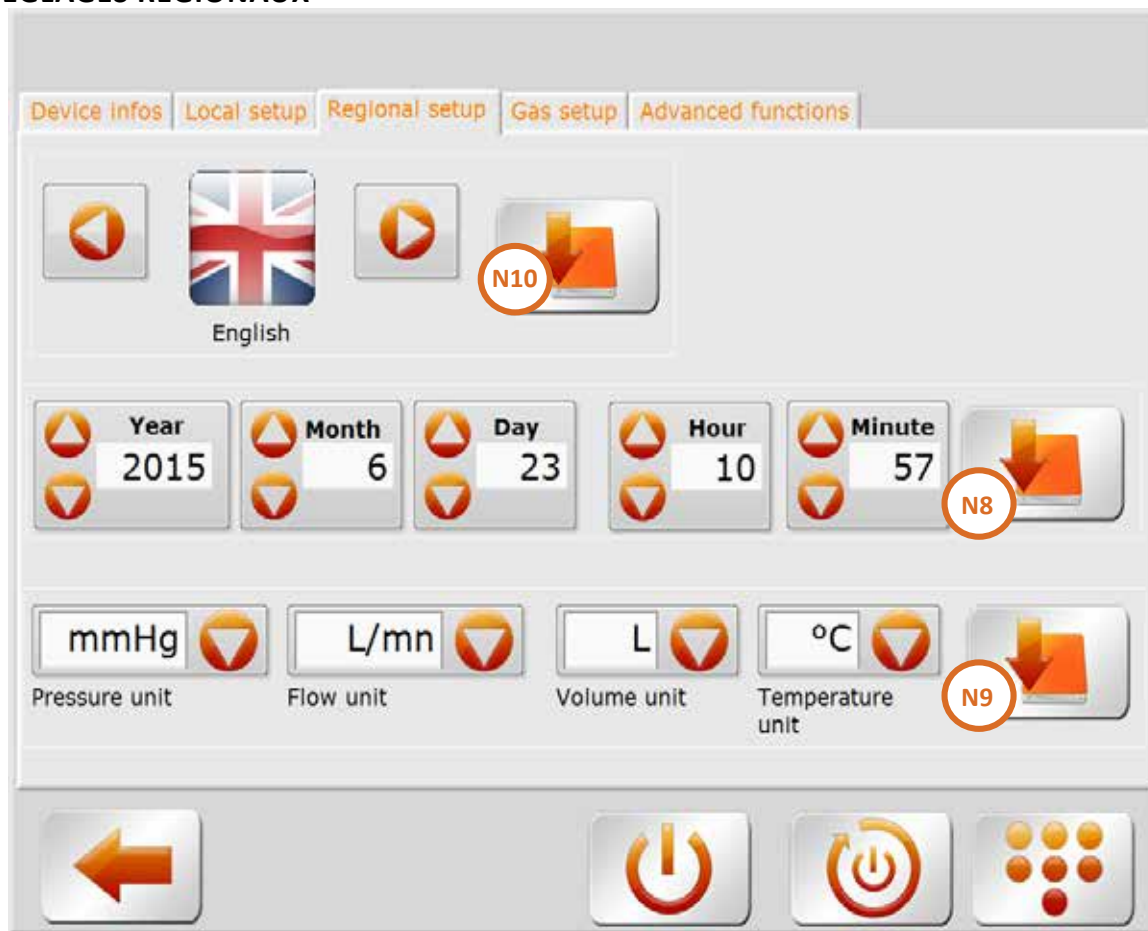 Device infos Local setup Regional setup Gas setup Advanced functions
N10
English
Year Month Day Hour Minute
2015 6 23 10 57
N8
mmHg L/mn L °C
Pressure unit Flow unit Volume unit Temperature unit
N9